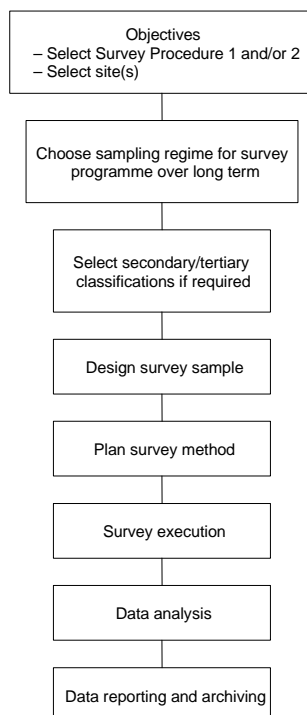 Objectives
– Select Survey Procedure 1 and/or 2
– Select site(s)
Choose sampling regime for survey
programme over long term
Select secondary/tertiary
classifications if required
Design survey sample
Plan survey method
Survey execution
Data analysis
Data reporting and archiving